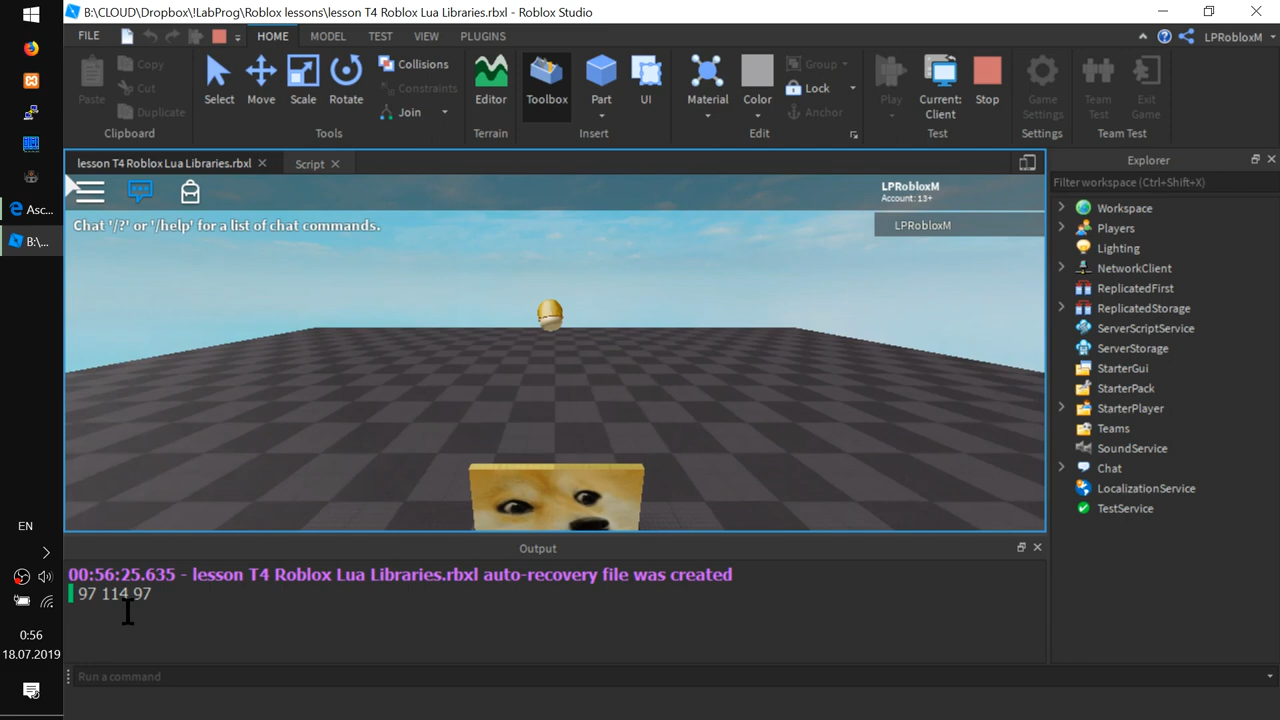 B:\CLOUD\Dropbox\!LabProg\Roblox lessons\lesson T4 Roblox Lua Libraries.rbxl - Roblox Studio
FILE
HOME
MODEL
TEST
VIEW
PLUGINS
LPRobloxM
Paste
Copy
Cut
Duplicate
Clipboard
Select
Move
Scale
Rotate
Collisions
Constraints
Join
Tools
Editor
Terrain
Toolbox
Part
UI
Insert
Material
Color
Group
Lock
Anchor
Edit
Play
Current:
Client
Stop
Test
Game
Settings
Settings
Team
Test
Exit
Game
Team Test
lesson T4 Roblox Lua Libraries.rbxl
Script
LPRobloxM
Account: 13+
LPRobloxM
Chat '/?' or '/help' for a list of chat commands.
Explorer
Filter workspace (Ctrl+Shift+X)
Workspace
Players
Lighting
NetworkClient
ReplicatedFirst
ReplicatedStorage
ServerScriptService
ServerStorage
StarterGui
StarterPack
StarterPlayer
Teams
SoundService
Chat
LocalizationService
TestService
Output
00:56:25.635 - lesson T4 Roblox Lua Libraries.rbxl auto-recovery file was created
97 114 97
Run a command
Asc...
B:\...
EN
0:56
18.07.2019